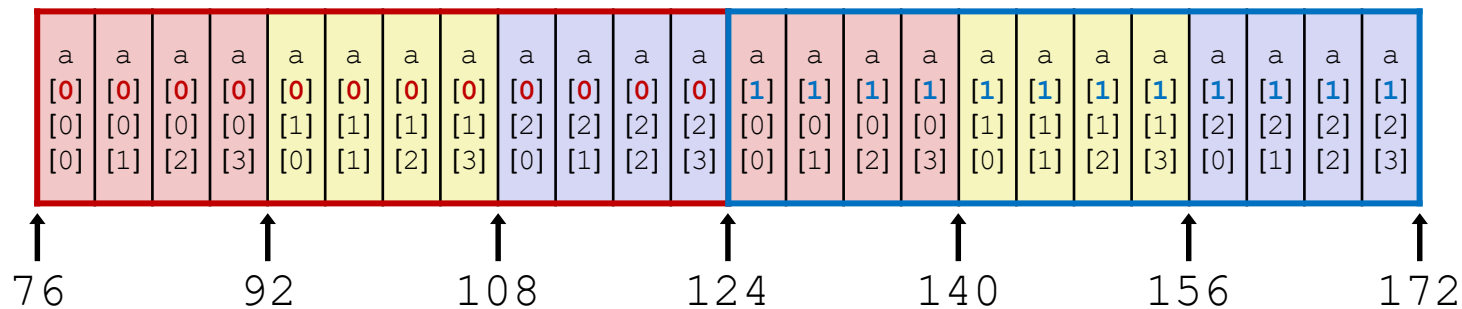 a a a a a a a a a a a a a a a a a a a a a a a a
[0] [0] [0] [0] [0] [0] [0] [0] [0] [0] [0] [0] [1] [1] [1] [1] [1] [1] [1] [1] [1] [1] [1] [1]
[0] [0] [0] [0] [1] [1] [1] [1] [2] [2] [2] [2] [0] [0] [0] [0] [1] [1] [1] [1] [2] [2] [2] [2]
[0] [1] [2] [3] [0] [1] [2] [3] [0] [1] [2] [3] [0] [1] [2] [3] [0] [1] [2] [3] [0] [1] [2] [3]
76 92 108 124 140 156 172